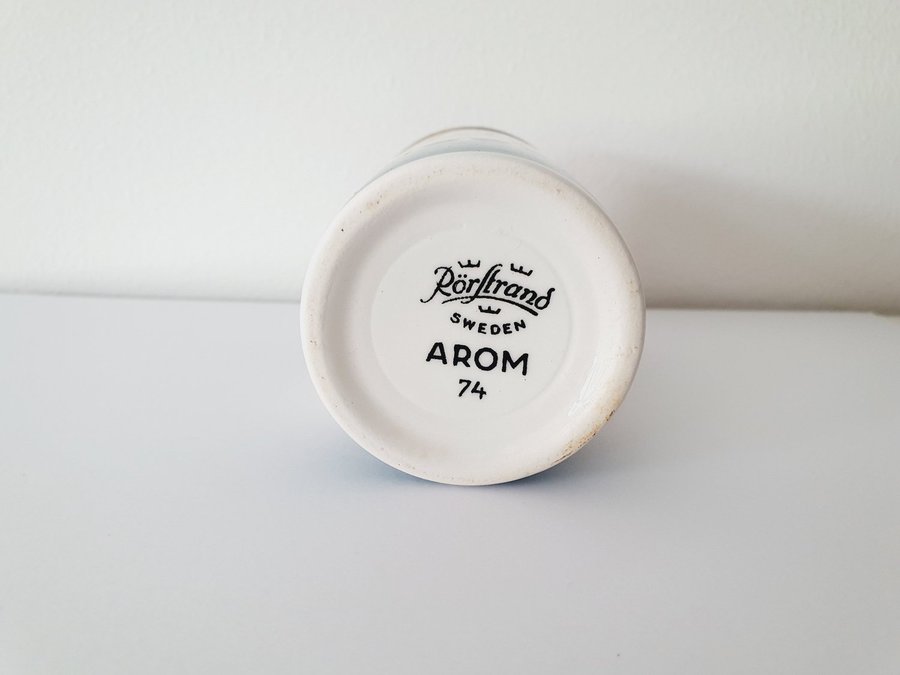 RörStrand
SWEDEN
AROM
74